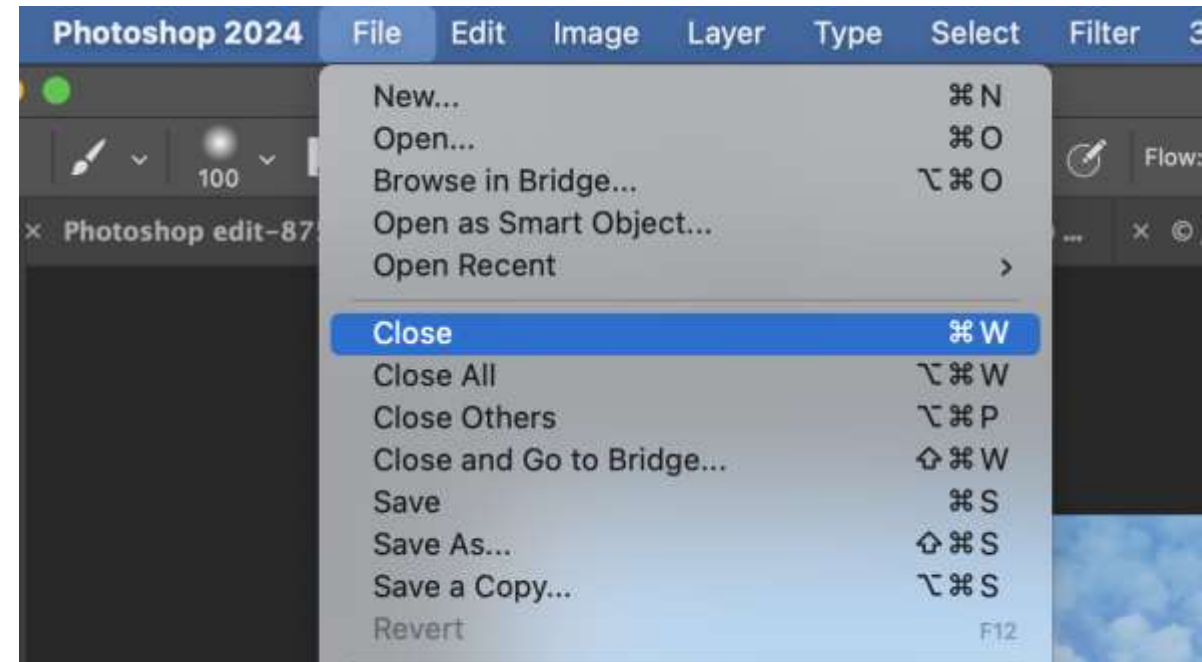 Photoshop 2024 File Edit Image Layer Type Select Filter
100
Flow:
× Photoshop edit-87
... × ©
New... ⌘ N
Open... ⌘ O
Browse in Bridge... ⌥ ⌘ O
Open as Smart Object...
Open Recent >
Close ⌘ W
Close All ⌥ ⌘ W
Close Others ⌥ ⌘ P
Close and Go to Bridge... ⇧ ⌘ W
Save ⌘ S
Save As... ⇧ ⌘ S
Save a Copy... ⌥ ⌘ S
Revert F12